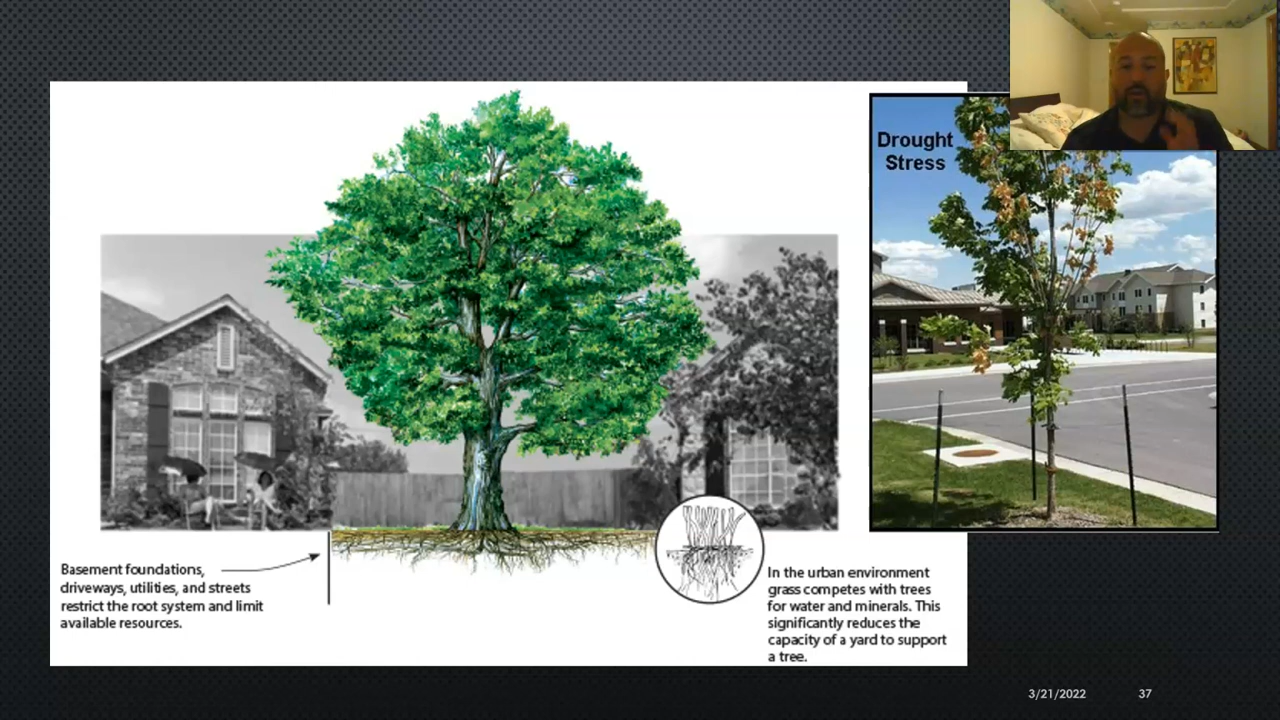 Drought
Stress
Basement foundations,
driveways, utilities, and streets
restrict the root system and limit
available resources.
In the urban environment
grass competes with trees
for water and minerals. This
significantly reduces the
capacity of a yard to support
a tree.
3/21/2022
37